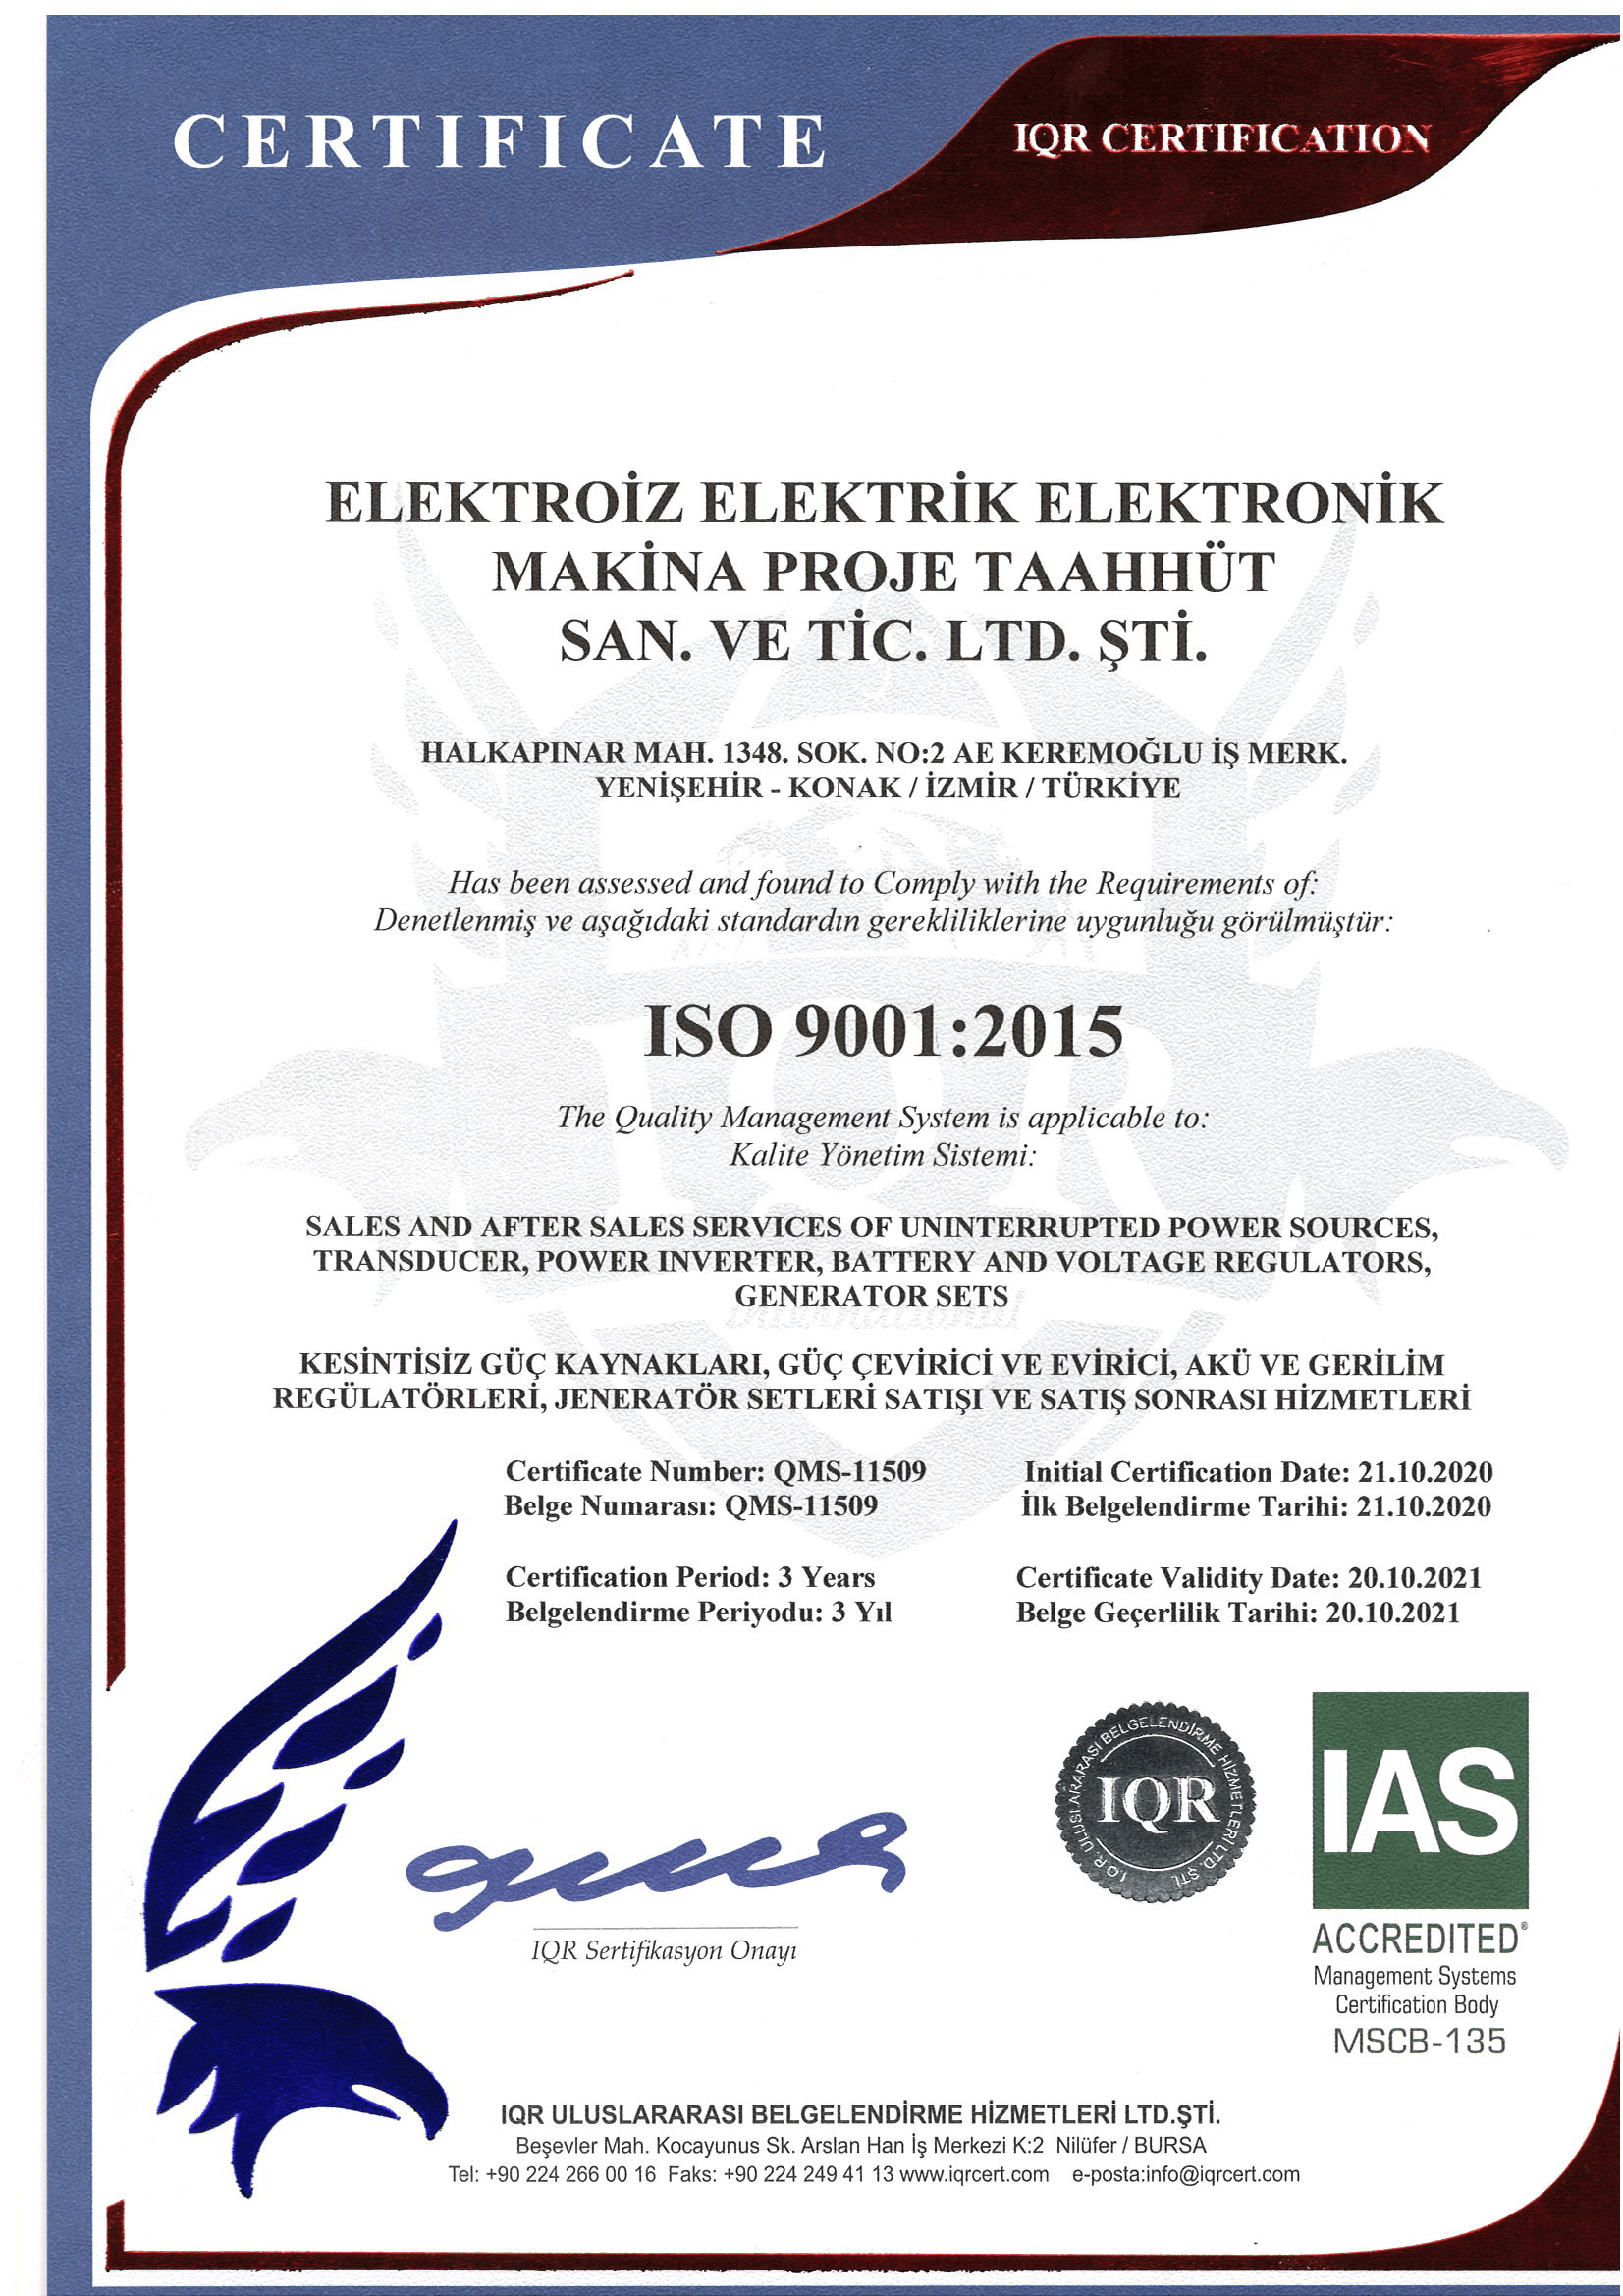 CERTIFICATE
IQR CERTIFICATION
ELEKTROİZ ELEKTRİK ELEKTRONİK
MAKİNA PROJE TAAHHÜT
SAN. VE TİC. LTD. ŞTİ.
HALKAPINAR MAH. 1348. SOK. NO:2 AE KEREMOĞLU İŞ MERK.
YENİŞEHİR - KONAK / İZMİR / TÜRKİYE
Has been assessed and found to Comply with the Requirements of:
Denetlenmiş ve aşağıdaki standardın gerekliliklerine uygunluğu görülmüştür:
ISO 9001:2015
The Quality Management System is applicable to:
Kalite Yönetim Sistemi:
SALES AND AFTER SALES SERVICES OF UNINTERRUPTED POWER SOURCES,
TRANSDUCER, POWER INVERTER, BATTERY AND VOLTAGE REGULATORS,
GENERATOR SETS
KESİNTİSİZ GÜÇ KAYNAKLARI, GÜÇ ÇEVİRİCİ VE EVİRİCİ, AKÜ VE GERİLİM
REGÜLATÖRLERİ, JENERATÖR SETLERİ SATIŞI VE SATIŞ SONRASI HİZMETLERİ
Certificate Number: QMS-11509
Belge Numarası: QMS-11509
Initial Certification Date: 21.10.2020
İlk Belgelendirme Tarihi: 21.10.2020
Certification Period: 3 Years
Belgelendirme Periyodu: 3 Yıl
Certificate Validity Date: 20.10.2021
Belge Geçerlilik Tarihi: 20.10.2021
I.Q.R. ULUSLARARASI BELGELENDİRME HİZMETLERİ LTD. ŞTİ.
IQR
IAS
ACCREDITED®
Management Systems
Certification Body
MSCB-135
IQR Sertifikasyon Onayı
IQR ULUSLARARASI BELGELENDİRME HİZMETLERİ LTD.ŞTİ.
Beşevler Mah. Kocayunus Sk. Arslan Han İş Merkezi K:2 Nilüfer / BURSA
Tel: +90 224 266 00 16 Faks: +90 224 249 41 13 www.iqrcert.com e-posta:info@iqrcert.com